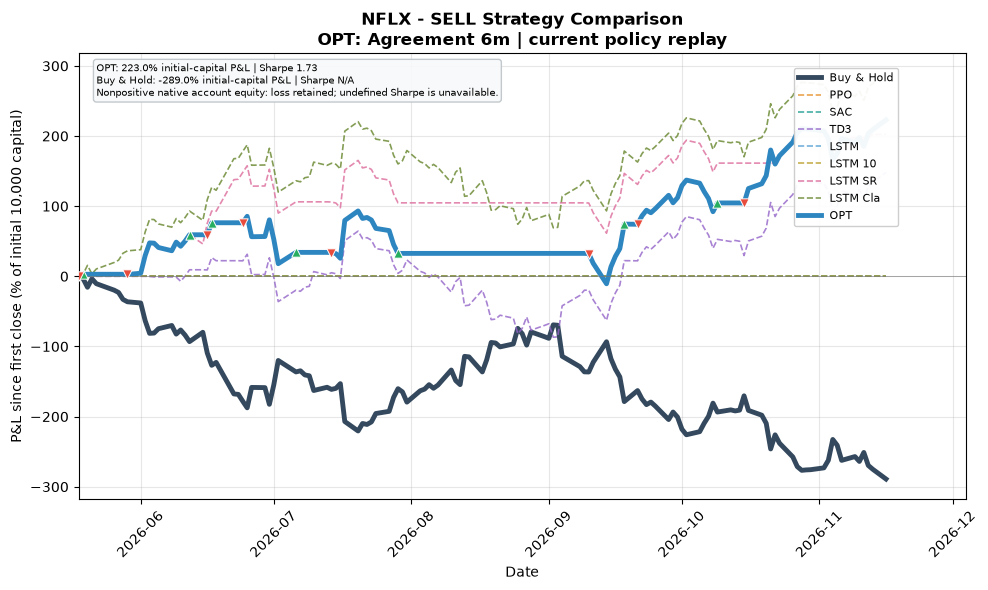 NFLX - SELL Strategy Comparison
OPT: Agreement 6m | current policy replay
OPT: 223.0% initial-capital P&L | Sharpe 1.73
Buy & Hold: -289.0% initial-capital P&L | Sharpe N/A
Nonpositive native account equity: loss retained; undefined Sharpe is unavailable.
Buy & Hold
PPO
SAC
TD3
LSTM
LSTM 10
LSTM SR
LSTM Cla
OPT
P&L since first close (% of initial 10,000 capital)
300
200
100
0
−100
−200
−300
2026-06
2026-07
2026-08
2026-09
2026-10
2026-11
2026-12
Date